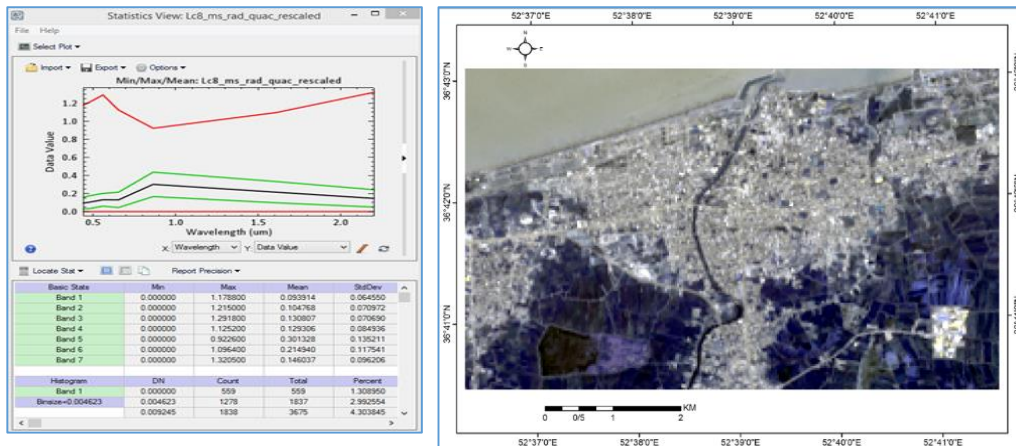 Statistics View: Lc8_ms_rad_quac_rescaled
File Help
Select Plot
Import Export Options
Min/Max/Mean: Lc8_ms_rad_quac_rescaled
Data Value
1.2
1.0
0.8
0.6
0.4
0.2
0.0
0.5 1.0 1.5 2.0
Wavelength (um)
X: Wavelength Y: Data Value
Locate Stat Report Precision
Basic Stats Min Max Mean StdDev
Band 1 0.000000 1.178800 0.093914 0.064550
Band 2 0.000000 1.215000 0.104768 0.070972
Band 3 0.000000 1.291800 0.130807 0.070690
Band 4 0.000000 1.125200 0.129306 0.084936
Band 5 0.000000 0.922600 0.301328 0.135211
Band 6 0.000000 1.096400 0.214940 0.117541
Band 7 0.000000 1.320500 0.146037 0.096206
Histogram DN Count Total Percent
Band 1 0.000000 559 559 1.308950
Binsize=0.004623 0.004623 1278 1837 2.992554
0.009245 1838 3675 4.303845
52°37'0"E 52°38'0"E 52°39'0"E 52°40'0"E 52°41'0"E
N
E
S
36°43'0"N
36°42'0"N
36°41'0"N
KM
0 0/5 1 2
52°37'0"E 52°38'0"E 52°39'0"E 52°40'0"E 52°41'0"E